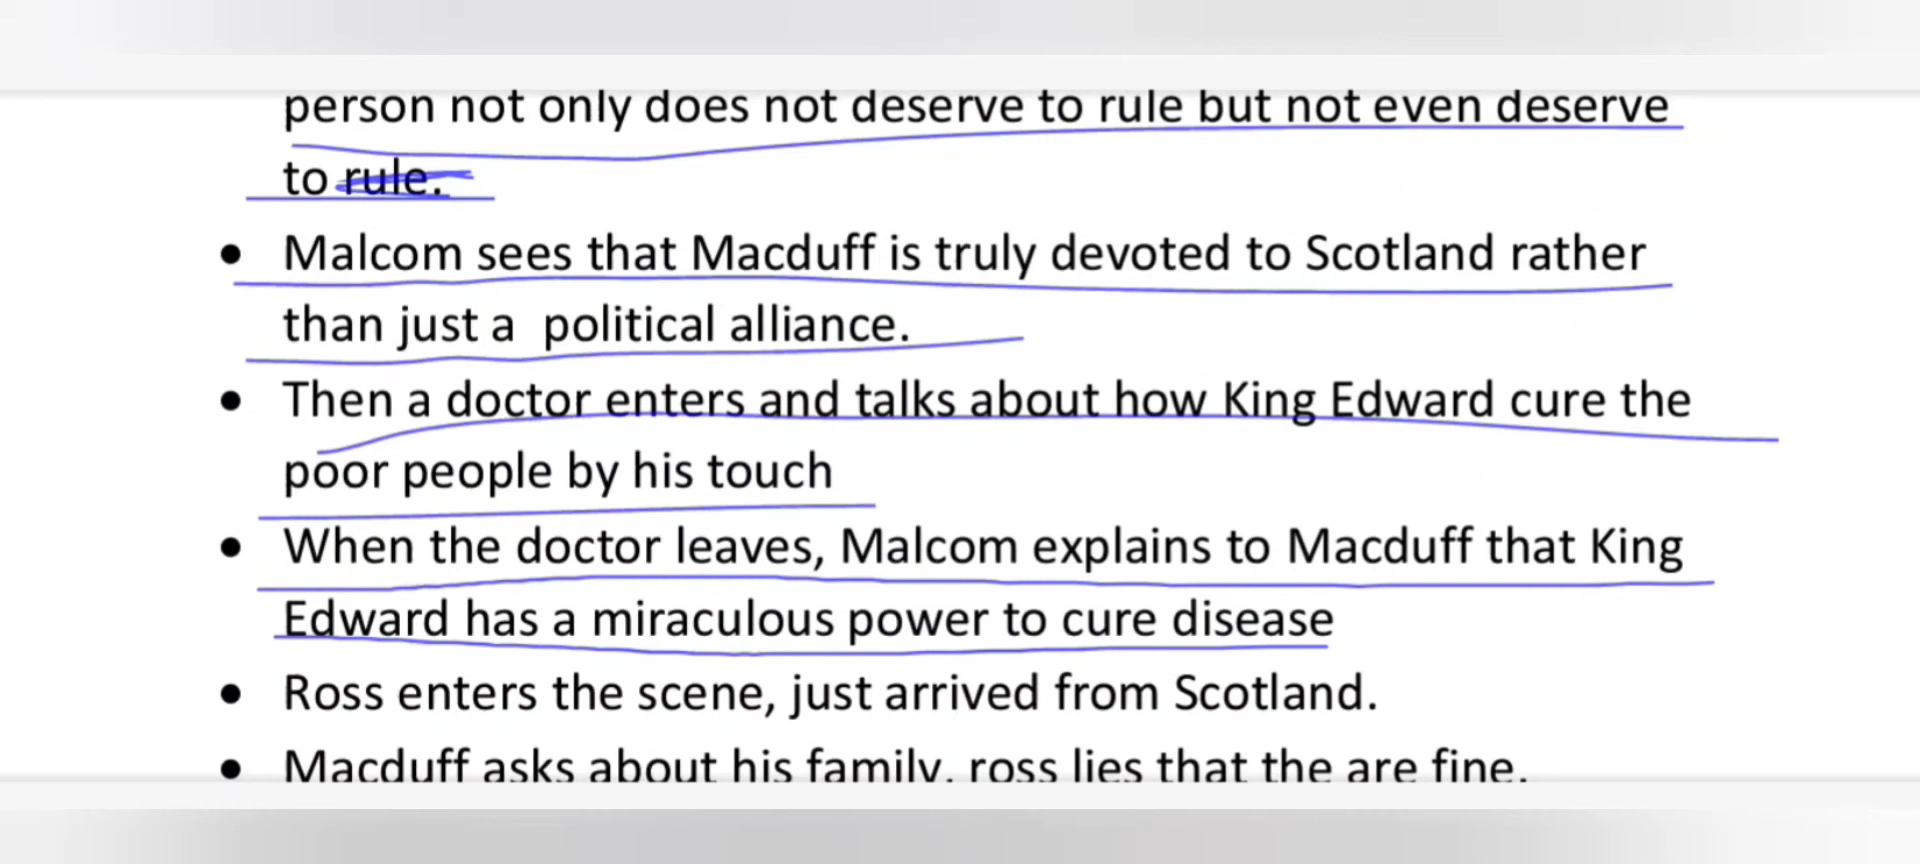 person not only does not deserve to rule but not even deserve
to rule.
• Malcom sees that Macduff is truly devoted to Scotland rather
than just a  political alliance.
• Then a doctor enters and talks about how King Edward cure the
poor people by his touch
• When the doctor leaves, Malcom explains to Macduff that King
Edward has a miraculous power to cure disease
• Ross enters the scene, just arrived from Scotland.
• Macduff asks about his family, ross lies that the are fine.